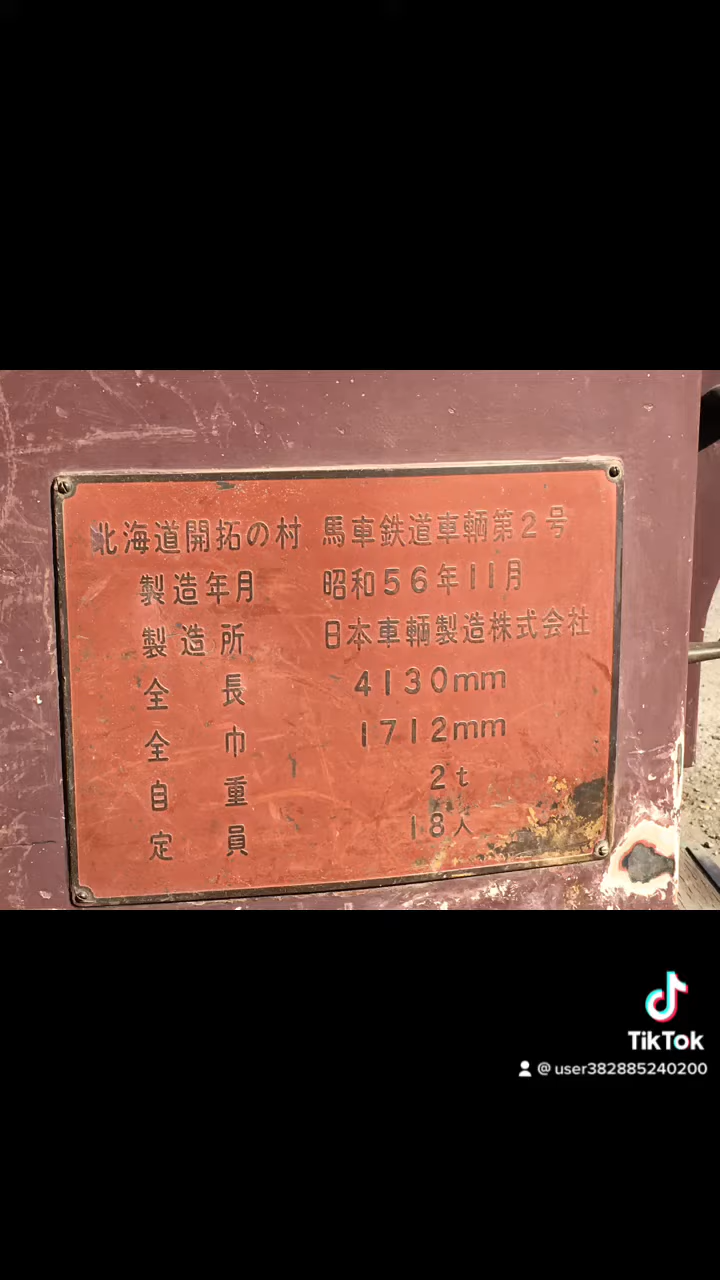 北海道開拓の村 馬車鉄道車輌第2号
製造年月 昭和56年11月
製造所 日本車輌製造株式会社
全長 4130mm
全巾 1712mm
自重 2t
定員 18人
TikTok
@user382885240200